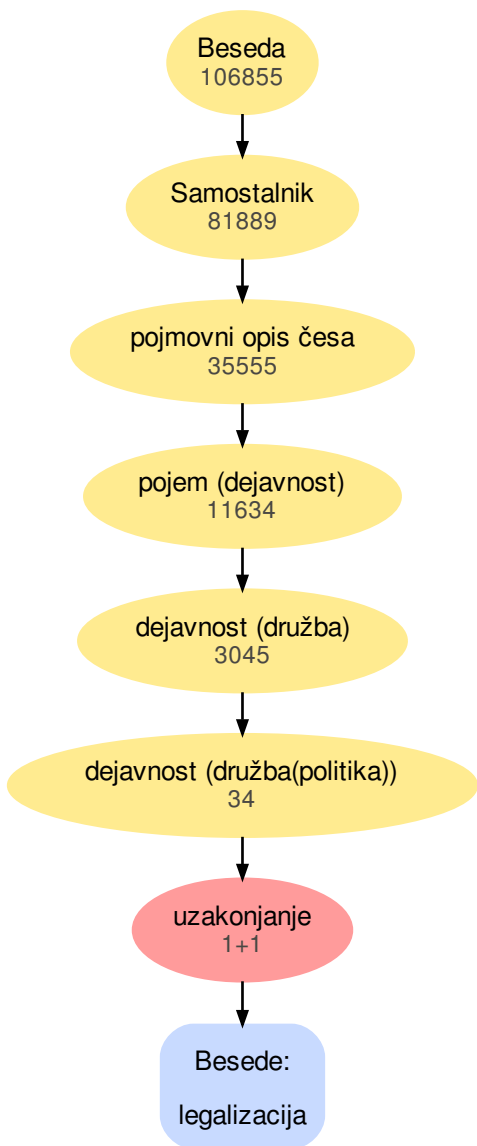 Beseda
106855
Samostalnik
81889
pojmovni opis česa
35555
pojem (dejavnost)
11634
dejavnost (družba)
3045
dejavnost (družba(politika))
34
uzakonjanje
1+1
Besede:
legalizacija